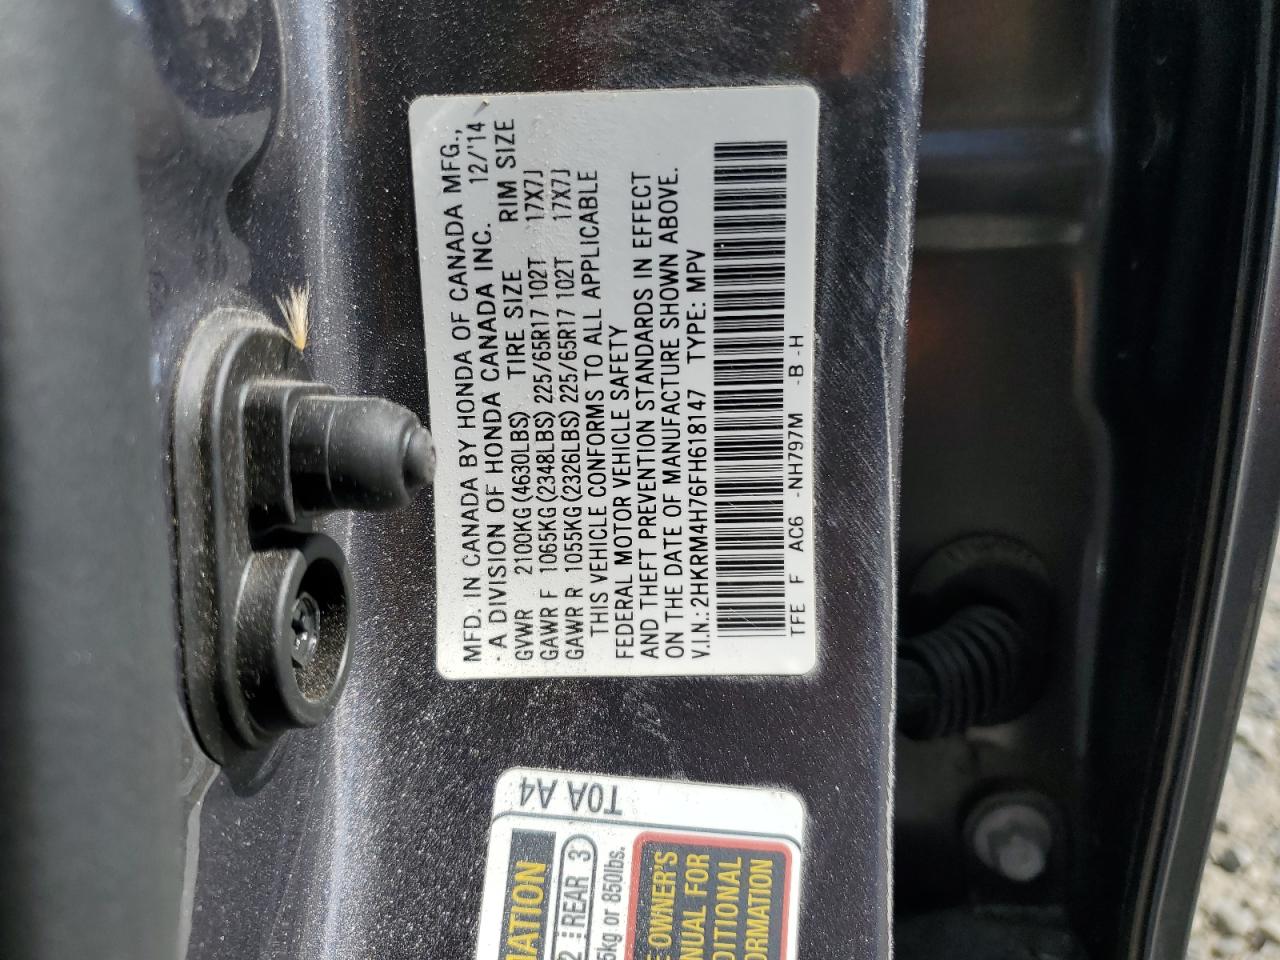 MFD. IN CANADA BY HONDA OF CANADA MFG.,
A DIVISION OF HONDA CANADA INC. 12/'14
GVWR 2100KG(4630LBS) TIRE SIZE RIM SIZE
GAWR F 1065KG(2348LBS) 225/65R17 102T 17X7J
GAWR R 1055KG(2326LBS) 225/65R17 102T 17X7J
THIS VEHICLE CONFORMS TO ALL APPLICABLE
FEDERAL MOTOR VEHICLE SAFETY
AND THEFT PREVENTION STANDARDS IN EFFECT
ON THE DATE OF MANUFACTURE SHOWN ABOVE.
V.I.N.: 2HKRM4H76FH618147 TYPE: MPV
TFE F AC6 -NH797M -B-H
T0A A4
REAR 3
or 850lbs.
OWNER'S
FOR